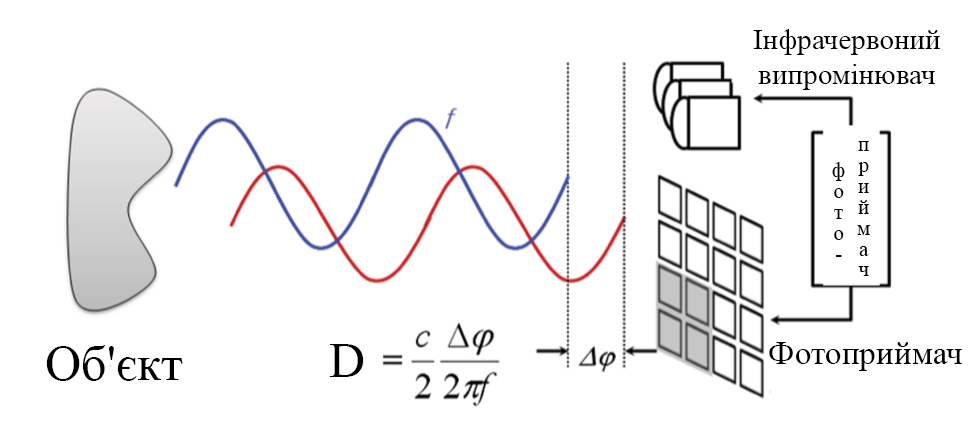 Інфрачервоний
випромінювач
f
фото-
приймач
Об'єкт
D = c/2 Δφ/2πf
Δφ
Фотоприймач